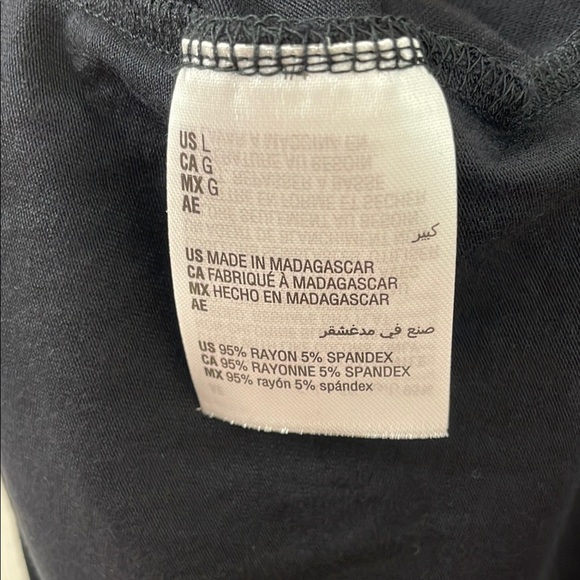 US L
CA G
MX G
AE
كبير
US MADE IN MADAGASCAR
CA FABRIQUÉ À MADAGASCAR
MX HECHO EN MADAGASCAR
AE
صنع في مدغشقر
US 95% RAYON 5% SPANDEX
CA 95% RAYONNE 5% SPANDEX
MX 95% rayón 5% spándex
AE